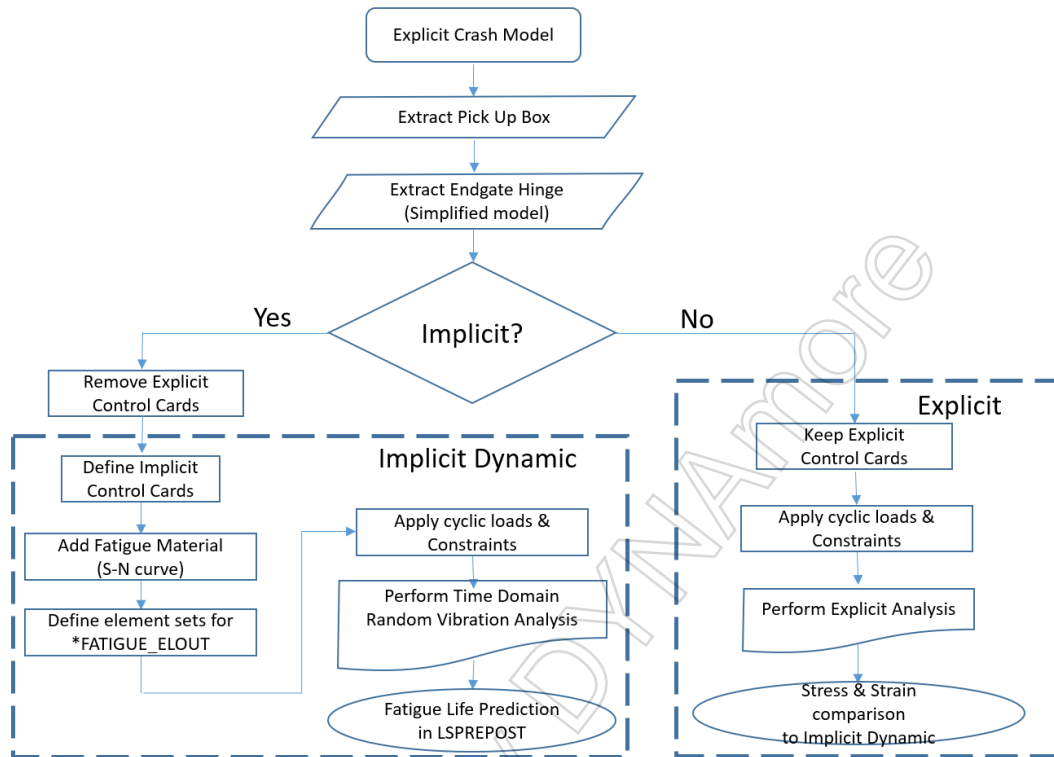 Explicit Crash Model
Extract Pick Up Box
Extract Endgate Hinge
(Simplified model)
Implicit?
Yes
No
Remove Explicit
Control Cards
Implicit Dynamic
Define Implicit
Control Cards
Add Fatigue Material
(S-N curve)
Define element sets for
*FATIGUE_ELOUT
Apply cyclic loads &
Constraints
Perform Time Domain
Random Vibration Analysis
Fatigue Life Prediction
in LSPREPOST
Explicit
Keep Explicit
Control Cards
Apply cyclic loads &
Constraints
Perform Explicit Analysis
Stress & Strain
comparison
to Implicit Dynamic
DYNAmore